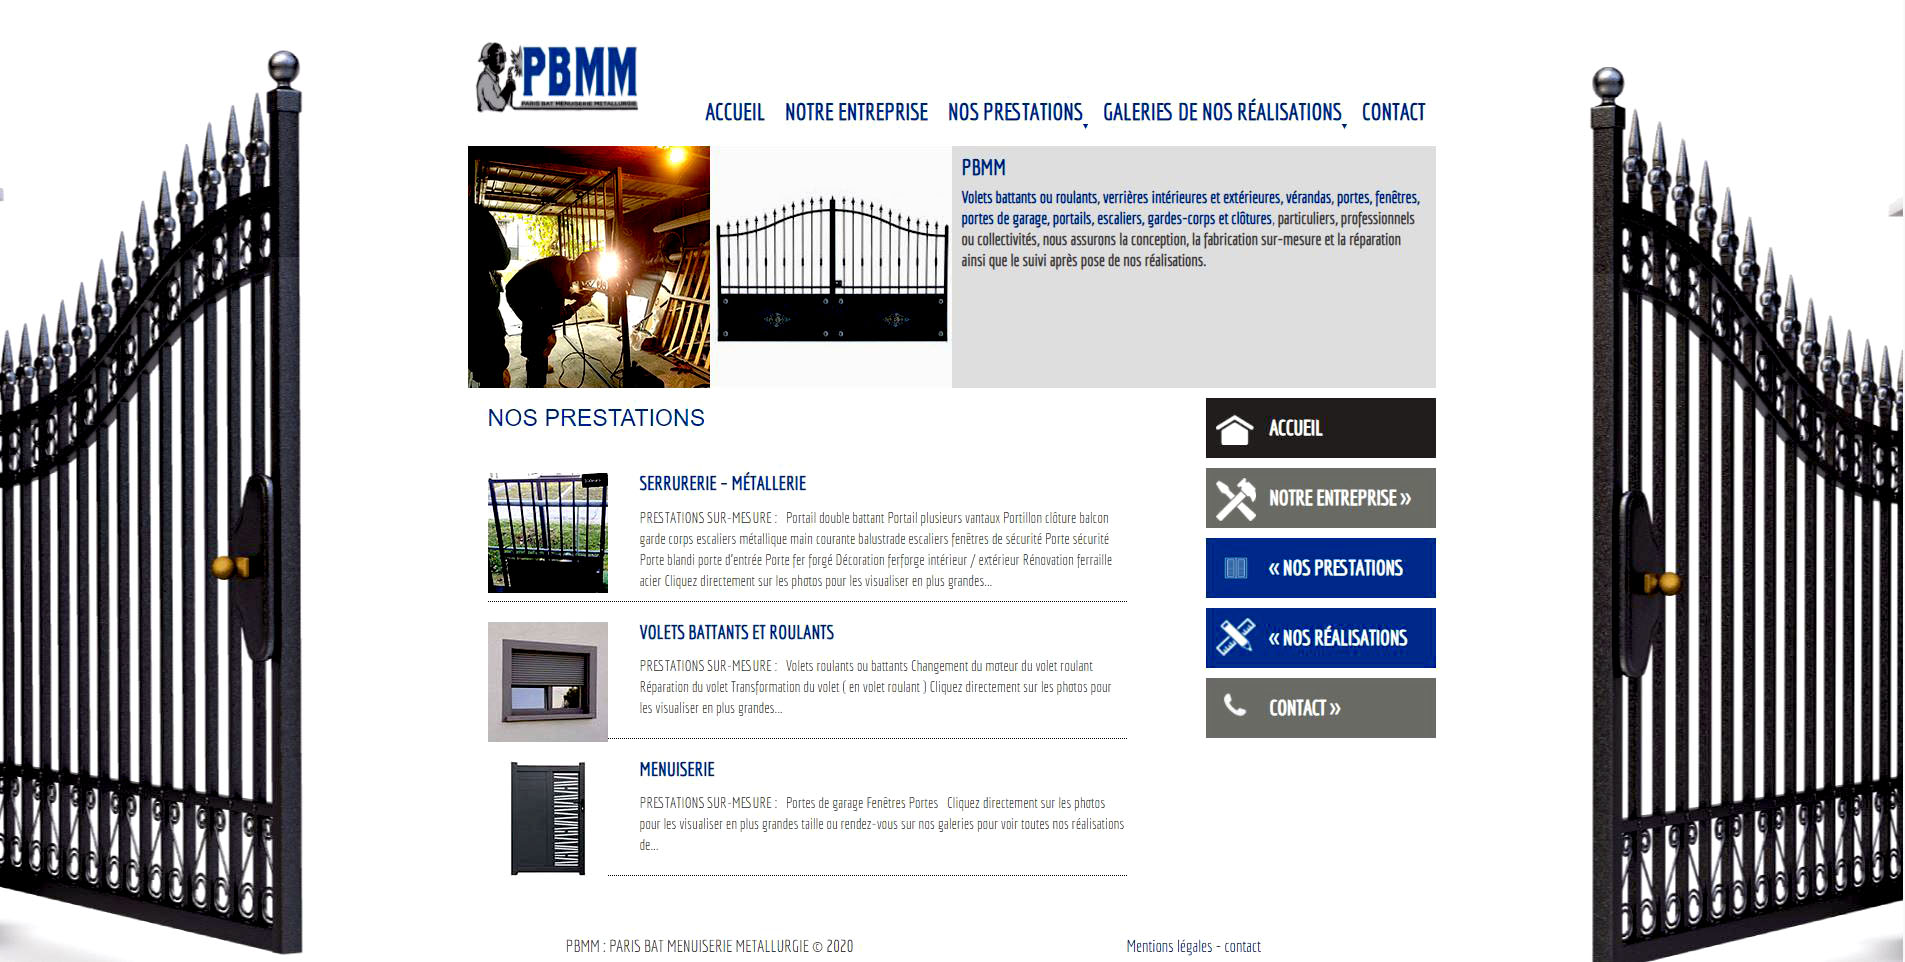 PBMM
PARIS BAT MENUISERIE METALLURGIE
ACCUEIL NOTRE ENTREPRISE NOS PRESTATIONS GALERIES DE NOS RÉALISATIONS CONTACT
PBMM
Volets battants ou roulants, verrières intérieures et extérieures, vérandas, portes, fenêtres,
portes de garage, portails, escaliers, gardes-corps et clôtures, particuliers, professionnels
ou collectivités, nous assurons la conception, la fabrication sur-mesure et la réparation
ainsi que le suivi après pose de nos réalisations.
NOS PRESTATIONS
SERRURERIE – MÉTALLERIE
PRESTATIONS SUR-MESURE : Portail double battant Portail plusieurs vantaux Portillon clôture balcon
garde corps escaliers métallique main courante balustrade escaliers fenêtres de sécurité Porte sécurité
Porte blandi porte d'entrée Porte fer forgé Décoration ferforge intérieur / extérieur Rénovation ferraille
acier Cliquez directement sur les photos pour les visualiser en plus grandes...
VOLETS BATTANTS ET ROULANTS
PRESTATIONS SUR-MESURE : Volets roulants ou battants Changement du moteur du volet roulant
Réparation du volet Transformation du volet ( en volet roulant ) Cliquez directement sur les photos pour
les visualiser en plus grandes...
MENUISERIE
PRESTATIONS SUR-MESURE : Portes de garage Fenêtres Portes Cliquez directement sur les photos
pour les visualiser en plus grandes taille ou rendez-vous sur nos galeries pour voir toutes nos réalisations
de...
ACCUEIL
NOTRE ENTREPRISE »
« NOS PRESTATIONS
« NOS RÉALISATIONS
CONTACT »
PBMM : PARIS BAT MENUISERIE METALLURGIE © 2020
Mentions légales - contact